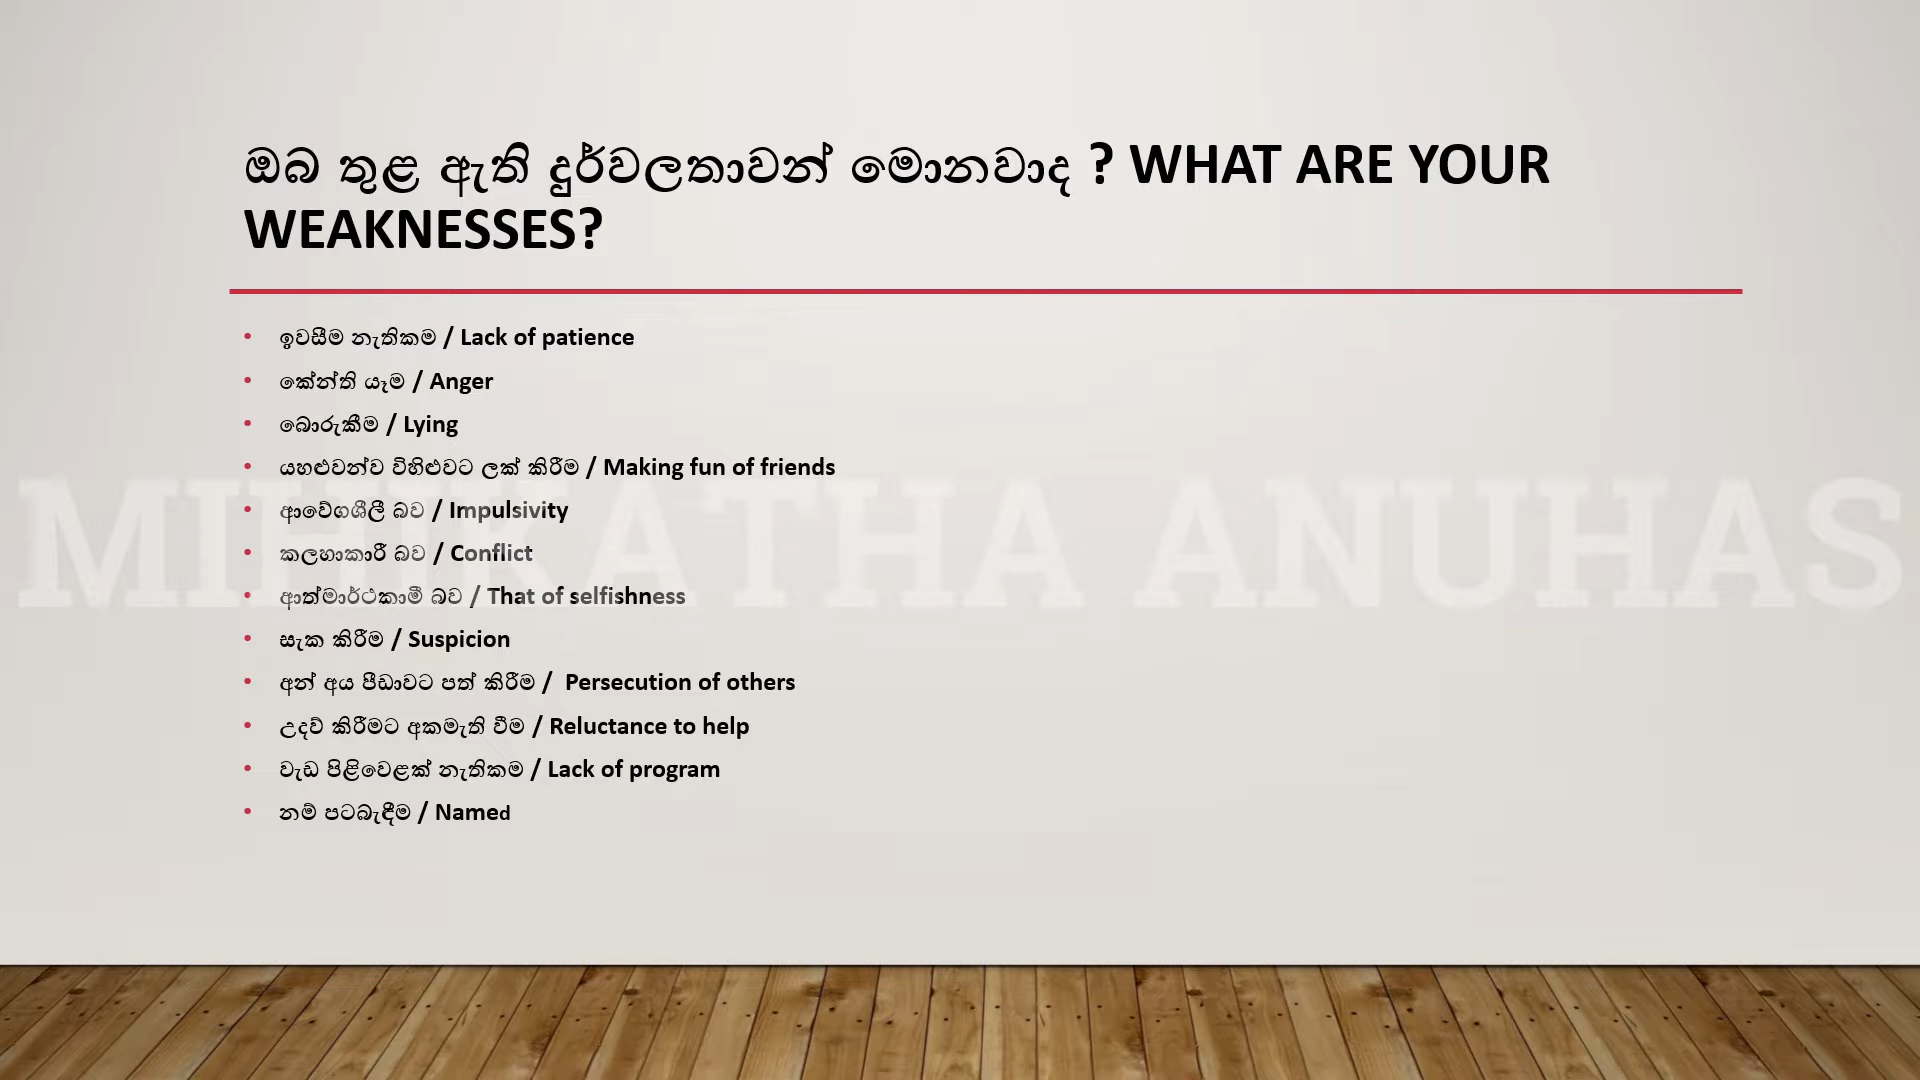 ඔබ තුළ ඇති දුර්වලතාවන් මොනවාද ? WHAT ARE YOUR
WEAKNESSES?
• ඉවසීම නැතිකම / Lack of patience
• කේන්ති යෑම / Anger
• බොරුකීම / Lying
• යහළුවන්ව විහිළුවට ලක් කිරීම / Making fun of friends
• ආවේගශීලී බව / Impulsivity
• කලහාකාරී බව / Conflict
• ආත්මාර්ථකාමී බව / That of selfishness
• සැක කිරීම / Suspicion
• අන් අය පීඩාවට පත් කිරීම /  Persecution of others
• උදව් කිරීමට අකමැති වීම / Reluctance to help
• වැඩ පිළිවෙළක් නැතිකම / Lack of program
• නම් පටබැඳීම / Named
MIHIKATHA ANUHAS